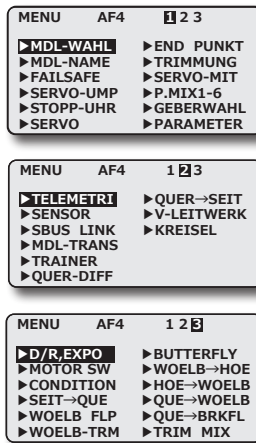 MENU AF4 1 2 3
▶MDL-WAHL ▶END PUNKT
▶MDL-NAME ▶TRIMMUNG
▶FAILSAFE ▶SERVO-MIT
▶SERVO-UMP ▶P.MIX1-6
▶STOPP-UHR ▶GEBERWAHL
▶SERVO ▶PARAMETER
MENU AF4 1 2 3
▶TELEMETRI ▶QUER→SEIT
▶SENSOR ▶V-LEITWERK
▶SBUS LINK ▶KREISEL
▶MDL-TRANS
▶TRAINER
▶QUER-DIFF
MENU AF4 1 2 3
▶D/R,EXPO ▶BUTTERFLY
▶MOTOR SW ▶WOELB→HOE
▶CONDITION ▶HOE→WOELB
▶SEIT→QUE ▶QUE→WOELB
▶WOELB FLP ▶QUE→BRKFL
▶WOELB-TRM ▶TRIM MIX